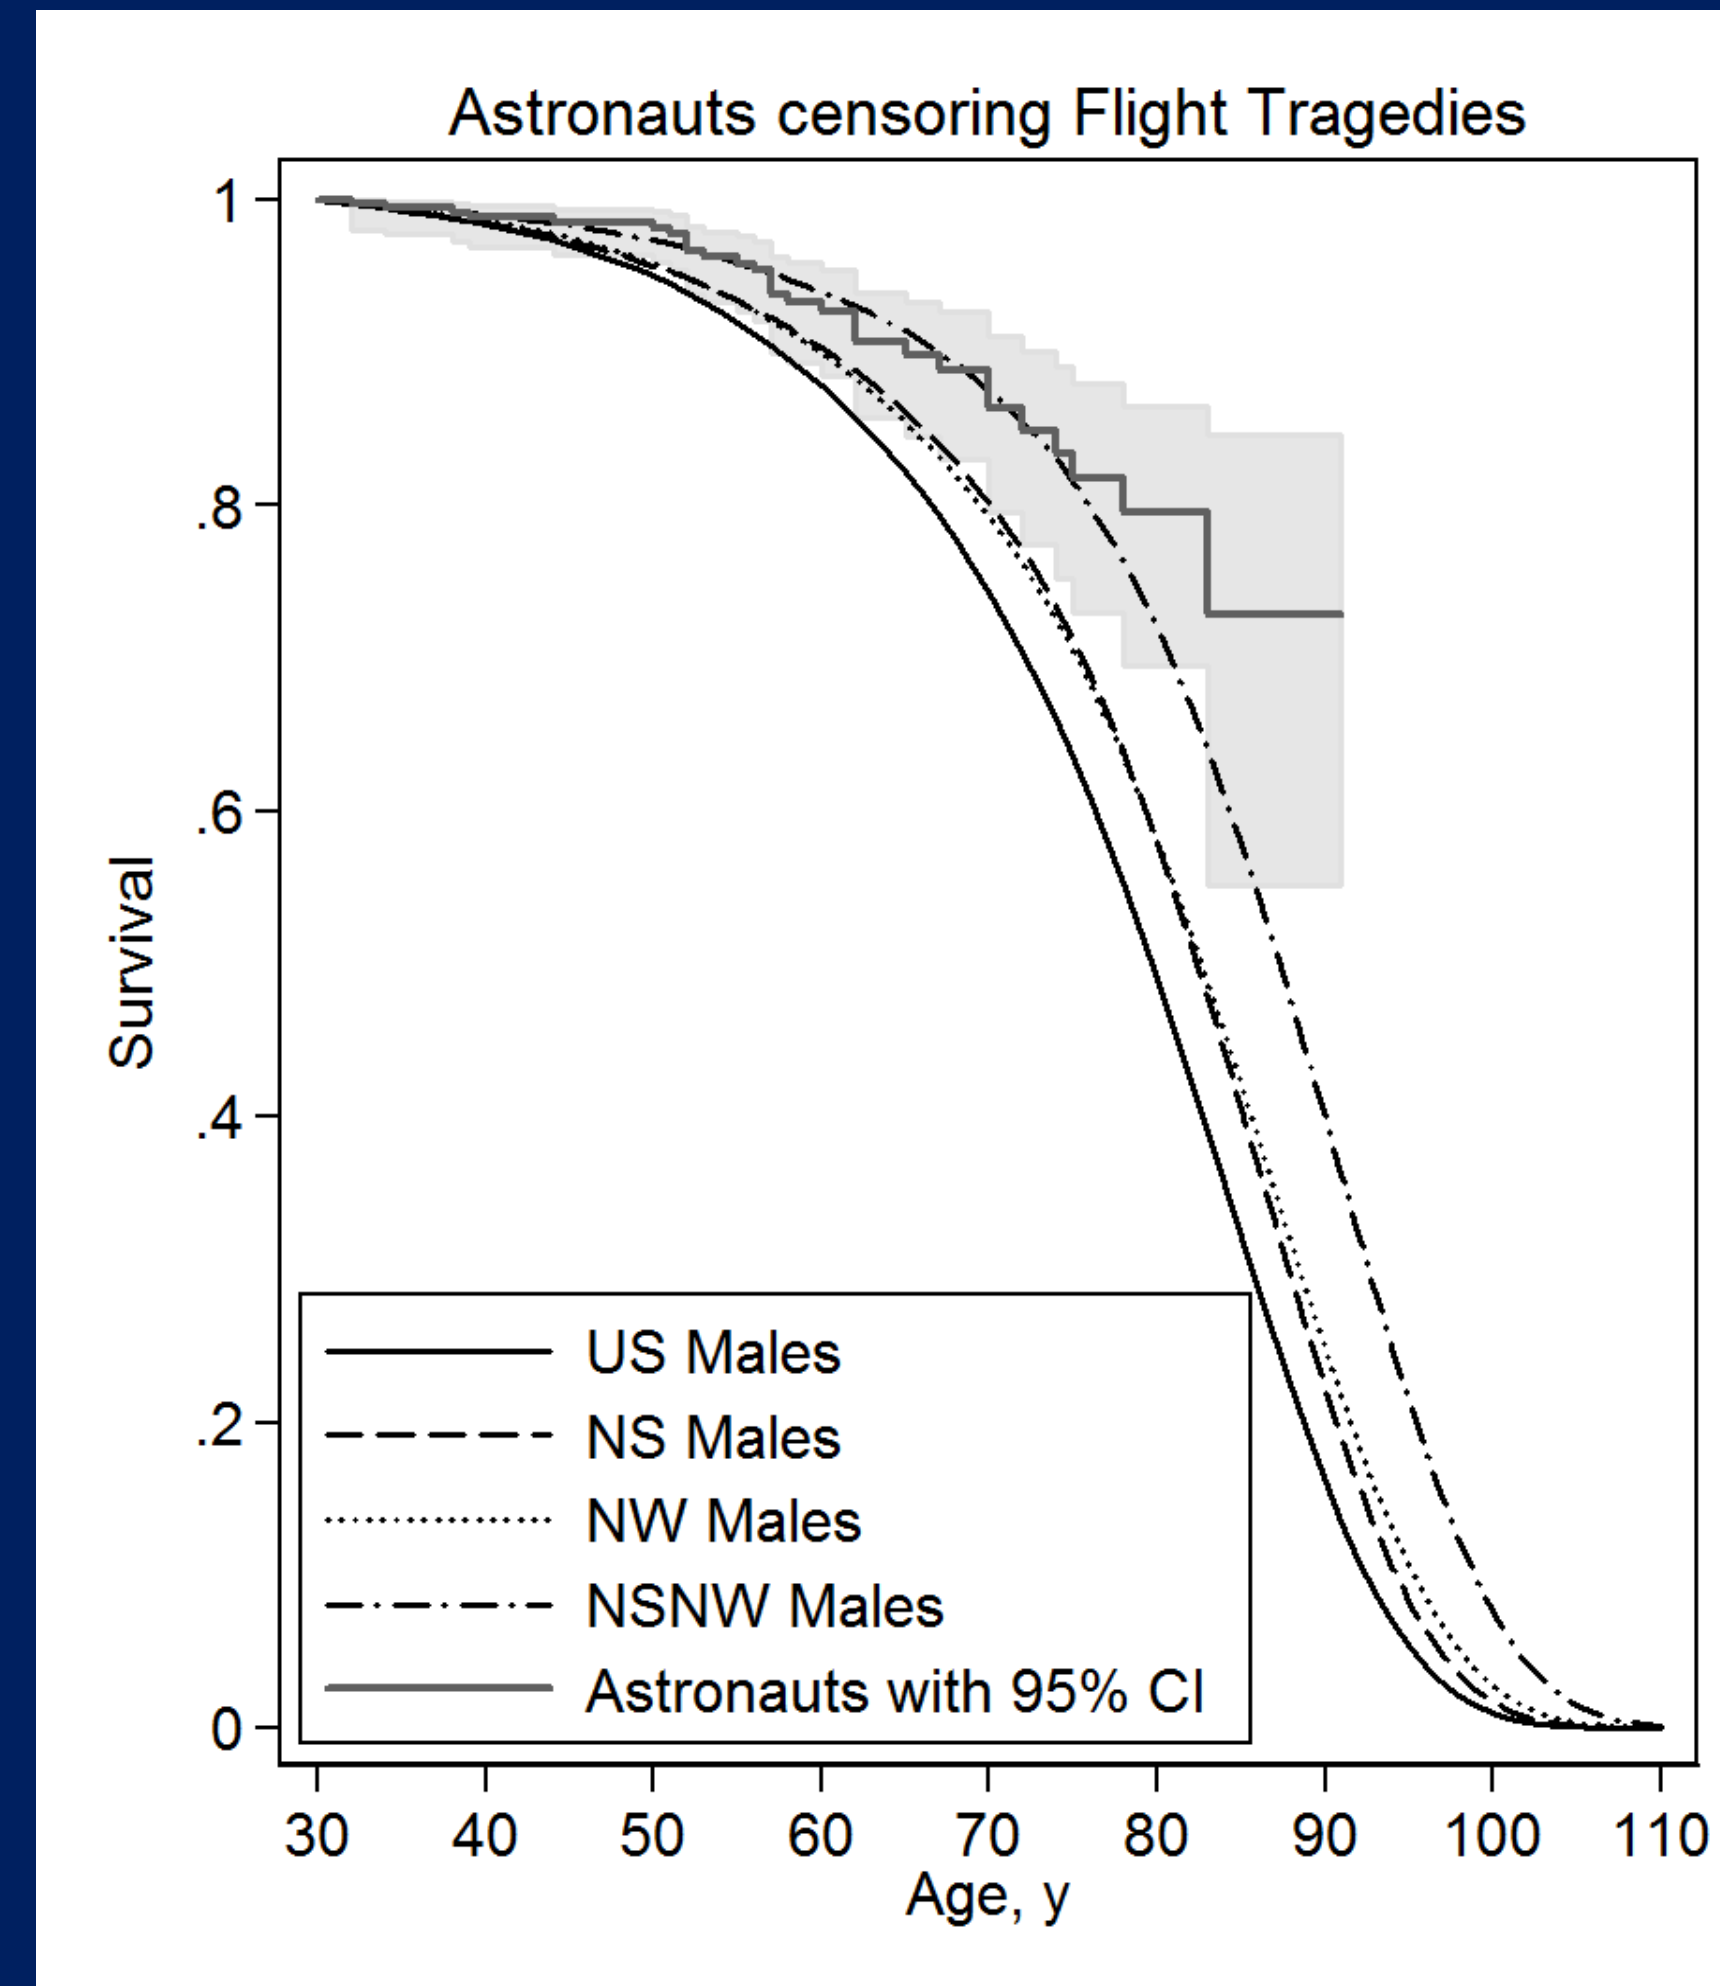 Astronauts censoring Flight Tragedies
1
.8
.6
.4
.2
0
Survival
US Males
NS Males
NW Males
NSNW Males
Astronauts with 95% CI
30 40 50 60 70 80 90 100 110
Age, y